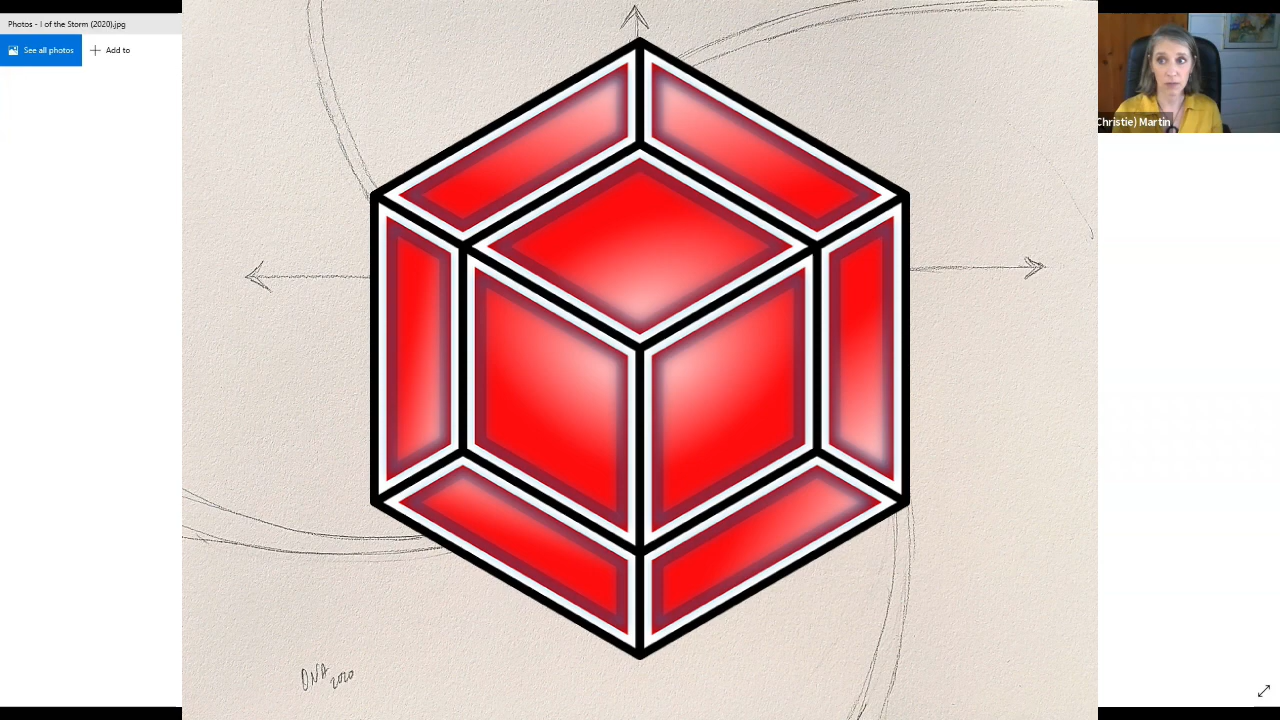 Photos - I of the Storm (2020).jpg
See all photos
Add to
Christie) Martin
ONA 2020